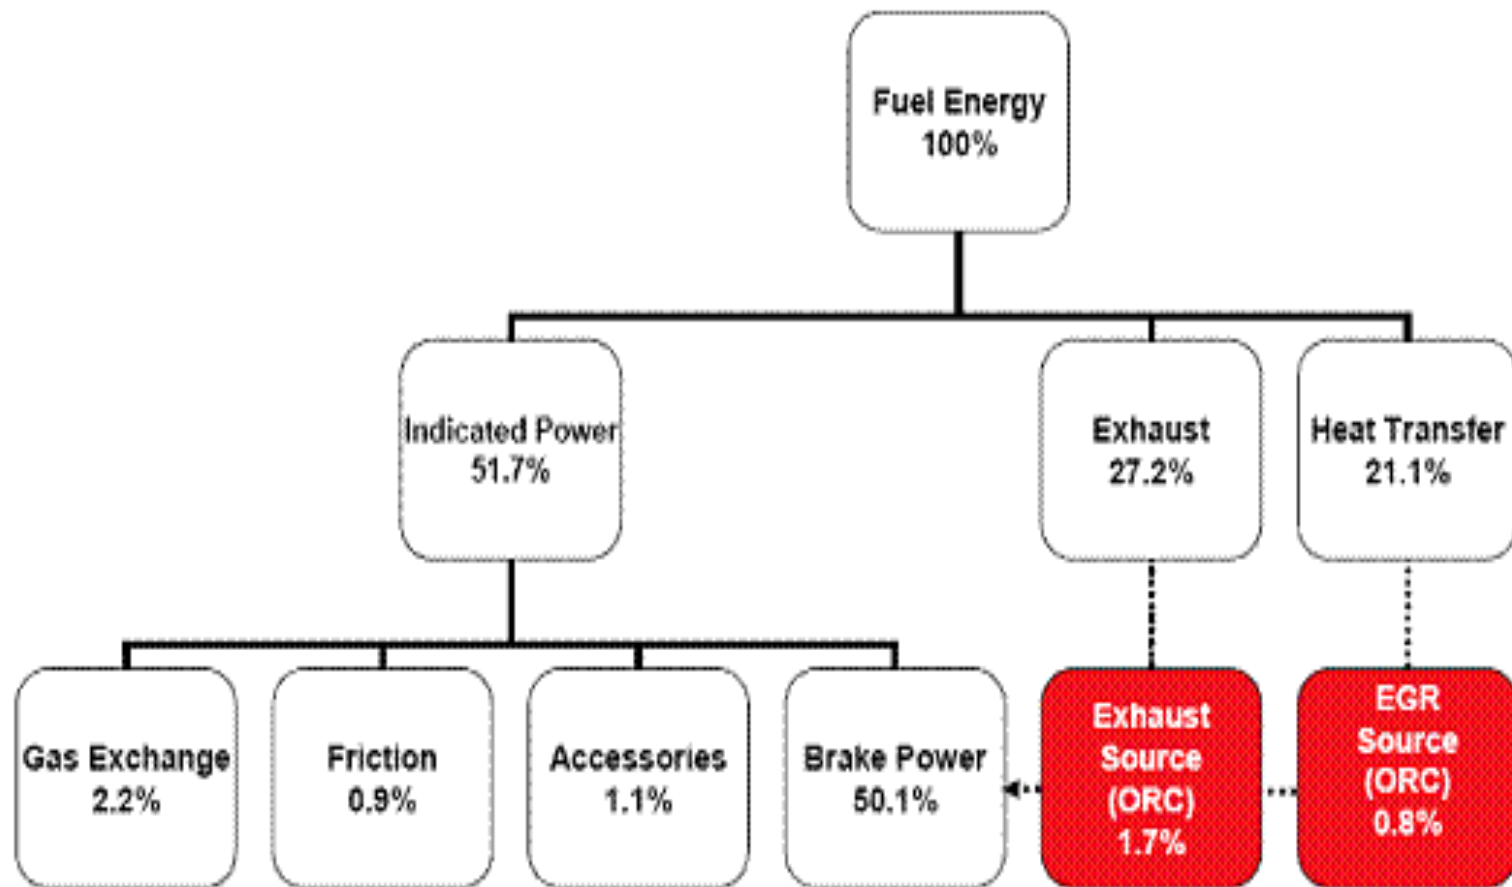 Fuel Energy
100%
Indicated Power
51.7%
Exhaust
27.2%
Heat Transfer
21.1%
Gas Exchange
2.2%
Friction
0.9%
Accessories
1.1%
Brake Power
50.1%
Exhaust
Source
(ORC)
1.7%
EGR
Source
(ORC)
0.8%